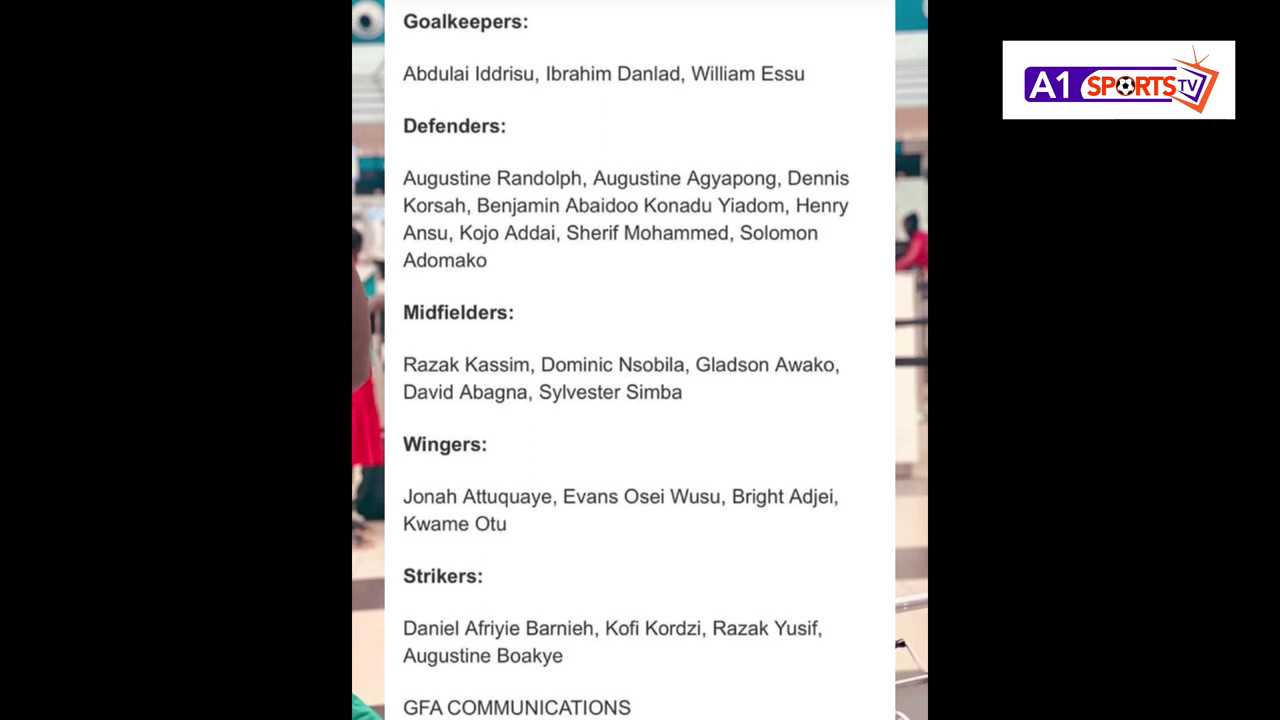 Goalkeepers:
Abdulai Iddrisu, Ibrahim Danlad, William Essu
Defenders:
Augustine Randolph, Augustine Agyapong, Dennis
Korsah, Benjamin Abaidoo Konadu Yiadom, Henry
Ansu, Kojo Addai, Sherif Mohammed, Solomon
Adomako
Midfielders:
Razak Kassim, Dominic Nsobila, Gladson Awako,
David Abagna, Sylvester Simba
Wingers:
Jonah Attuquaye, Evans Osei Wusu, Bright Adjei,
Kwame Otu
Strikers:
Daniel Afriyie Barnieh, Kofi Kordzi, Razak Yusif,
Augustine Boakye
GFA COMMUNICATIONS
A1 SPORTS TV